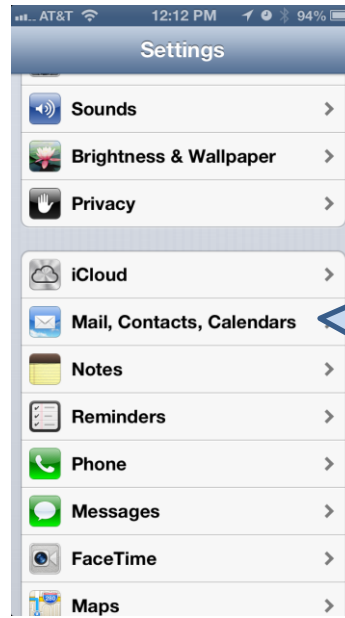 AT&T 12:12 PM 94%
Settings
Sounds
Brightness & Wallpaper
Privacy
iCloud
Mail, Contacts, Calendars
Notes
Reminders
Phone
Messages
FaceTime
Maps